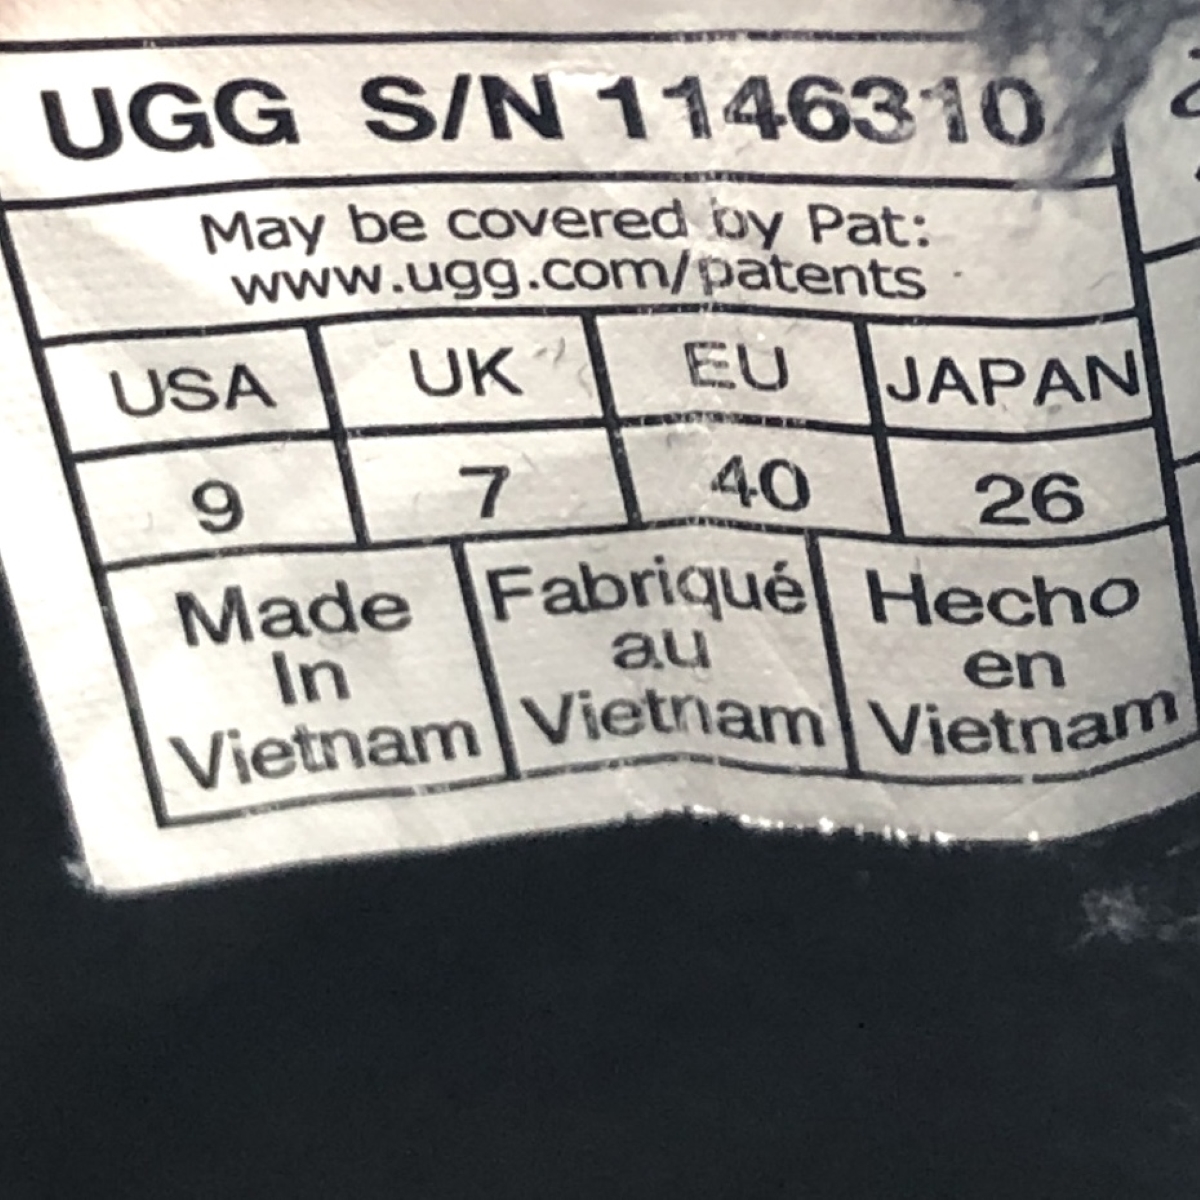 UGG S/N 1146310
May be covered by Pat:
www.ugg.com/patents
USA UK EU JAPAN
9 7 40 26
Made
In
Vietnam
Fabriqué
au
Vietnam
Hecho
en
Vietnam